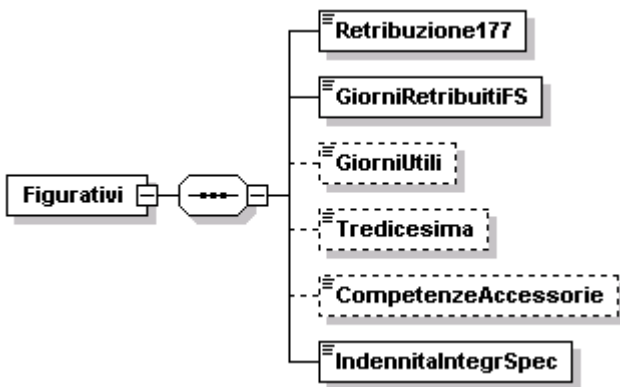 Retribuzione177
GiorniRetribuitiFS
GiorniUtili
Figurativi
Tredicesima
CompetenzeAccessorie
IndennitaIntegrSpec